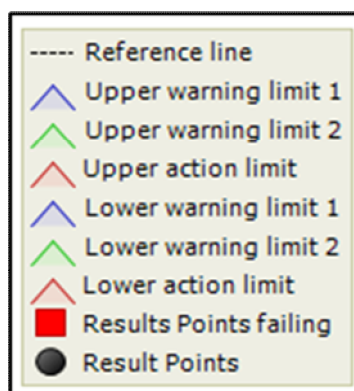 Reference line
Upper warning limit 1
Upper warning limit 2
Upper action limit
Lower warning limit 1
Lower warning limit 2
Lower action limit
Results Points failing
Result Points